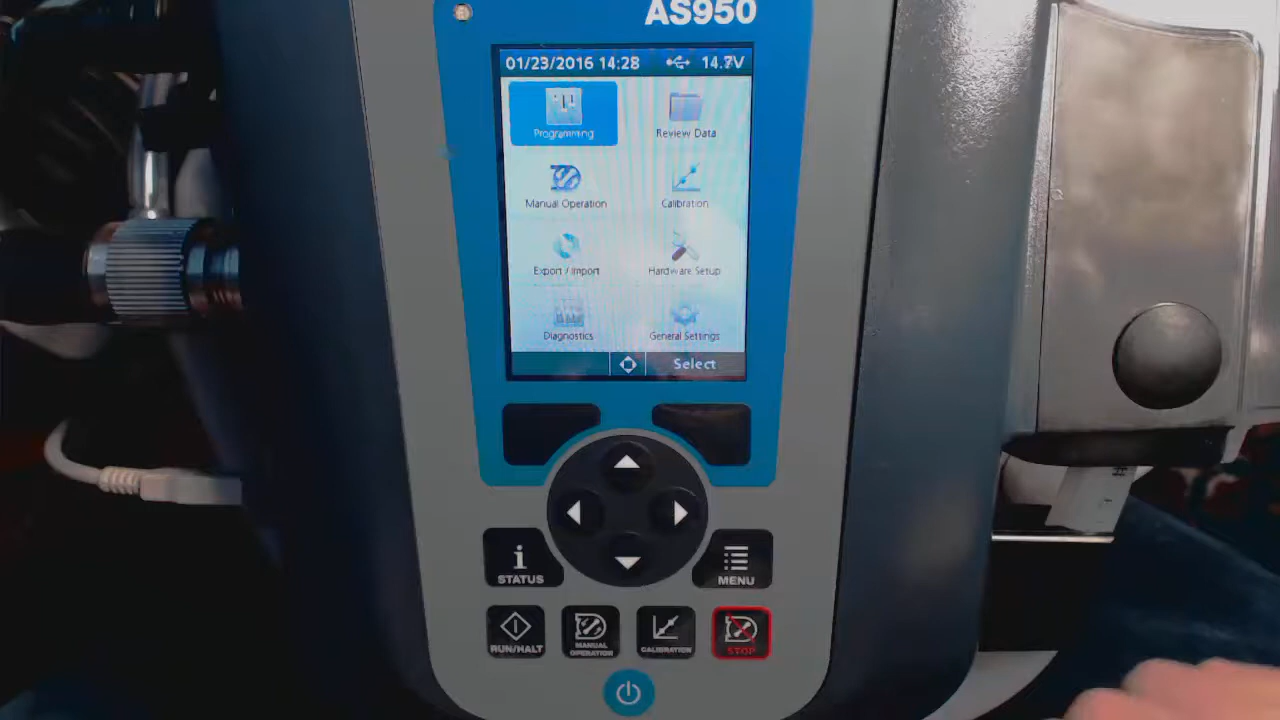 AS950
01/23/2016 14:28 14.7V
Programming
Review Data
Manual Operation
Calibration
Export / Import
Hardware Setup
Diagnostics
General Settings
Select
STATUS
MENU
RUN/HALT
MANUAL OPERATION
CALIBRATION
STOP